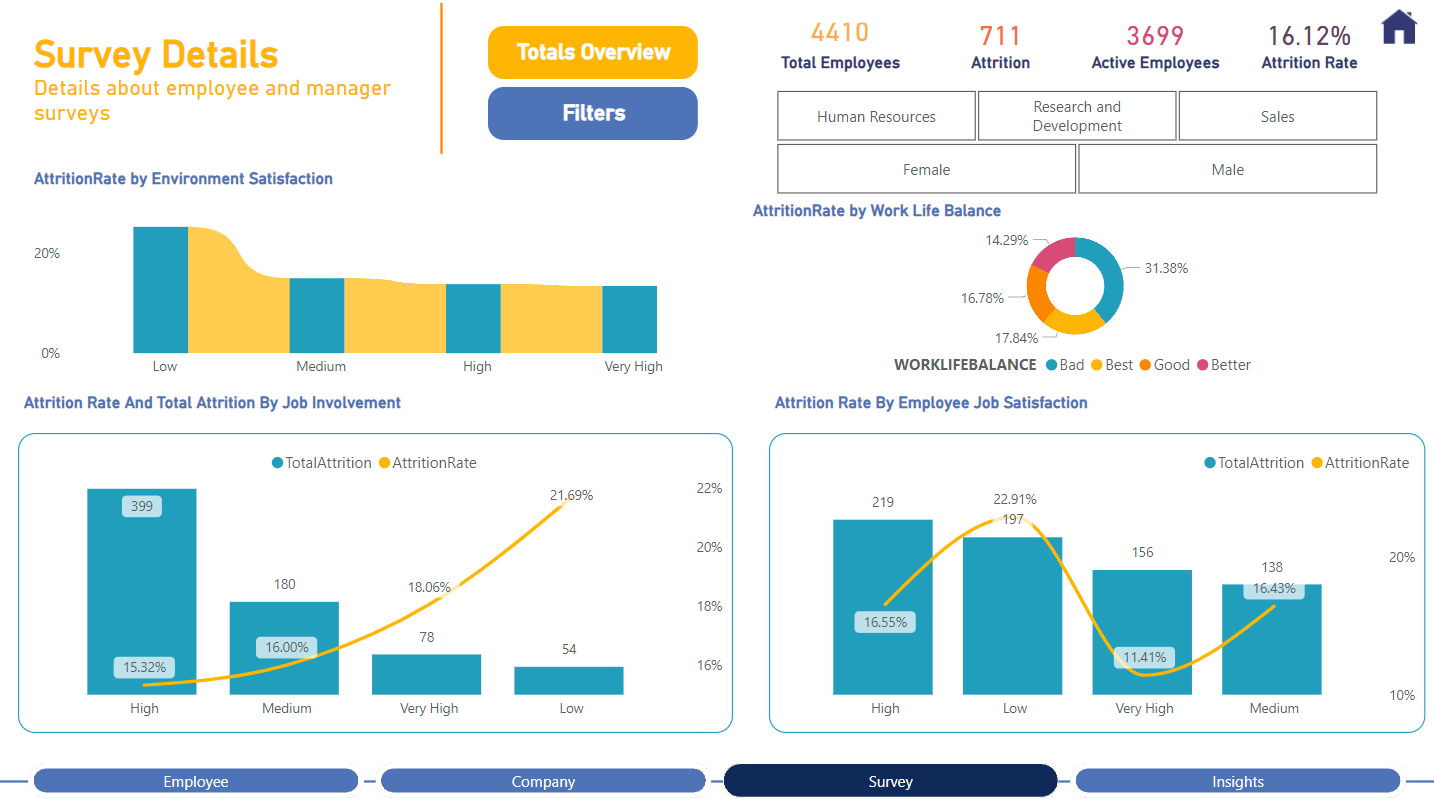 Survey Details
Details about employee and manager
surveys
Totals Overview
Filters
4410
Total Employees
711
Attrition
3699
Active Employees
16.12%
Attrition Rate
Human Resources
Research and
Development
Sales
Female
Male
AttritionRate by Environment Satisfaction
20%
0%
Low
Medium
High
Very High
AttritionRate by Work Life Balance
14.29%
31.38%
16.78%
17.84%
WORKLIFEBALANCE Bad Best Good Better
Attrition Rate And Total Attrition By Job Involvement
TotalAttrition AttritionRate
399
180
78
54
15.32%
16.00%
18.06%
21.69%
22%
20%
18%
16%
High
Medium
Very High
Low
Attrition Rate By Employee Job Satisfaction
TotalAttrition AttritionRate
219
197
156
138
16.55%
22.91%
11.41%
16.43%
20%
10%
High
Low
Very High
Medium
Employee
Company
Survey
Insights